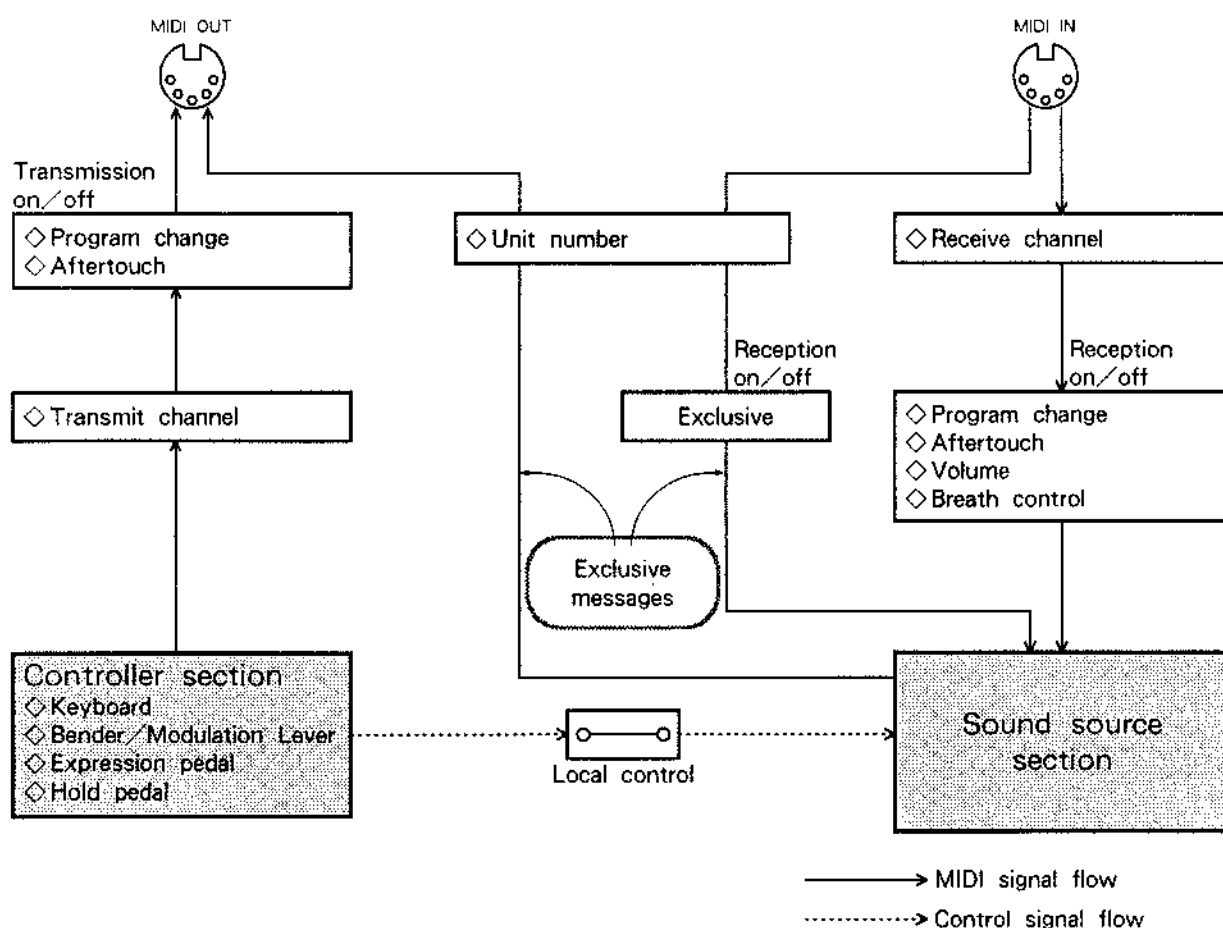 MIDI OUT
MIDI IN
Transmission
on/off
◇ Program change
◇ Aftertouch
◇ Unit number
◇ Receive channel
Reception
on/off
Reception
on/off
◇ Transmit channel
Exclusive
◇ Program change
◇ Aftertouch
◇ Volume
◇ Breath control
Exclusive
messages
Controller section
◇ Keyboard
◇ Bender/Modulation Lever
◇ Expression pedal
◇ Hold pedal
Local control
Sound source
section
MIDI signal flow
Control signal flow